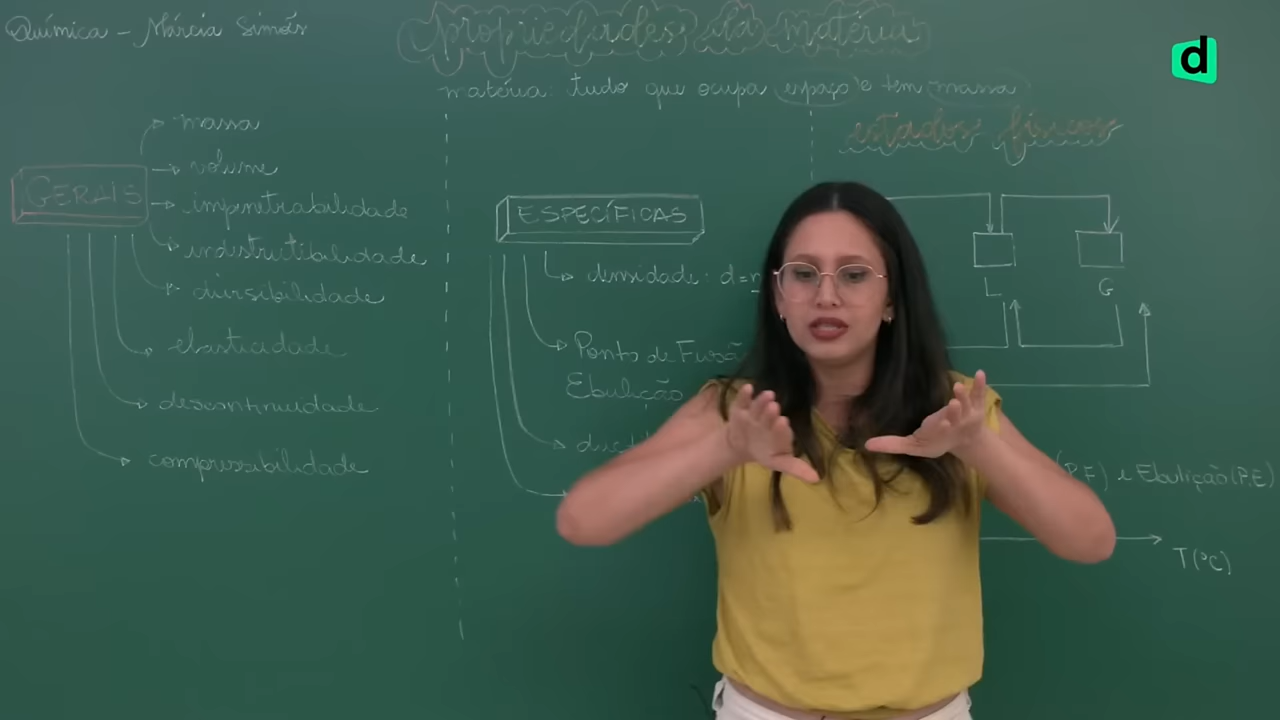 Química - Márcia Simões
propriedades da matéria
matéria: tudo que ocupa espaço e tem massa
GERAIS
massa
volume
impenetrabilidade
indestrutibilidade
divisibilidade
elasticidade
descontinuidade
compressibilidade
ESPECÍFICAS
densidade: d=m
Ponto de Fusão
Ebulição
duct
estados físicos
L G
(P.F) e Ebulição (P.E)
T(°C)
d